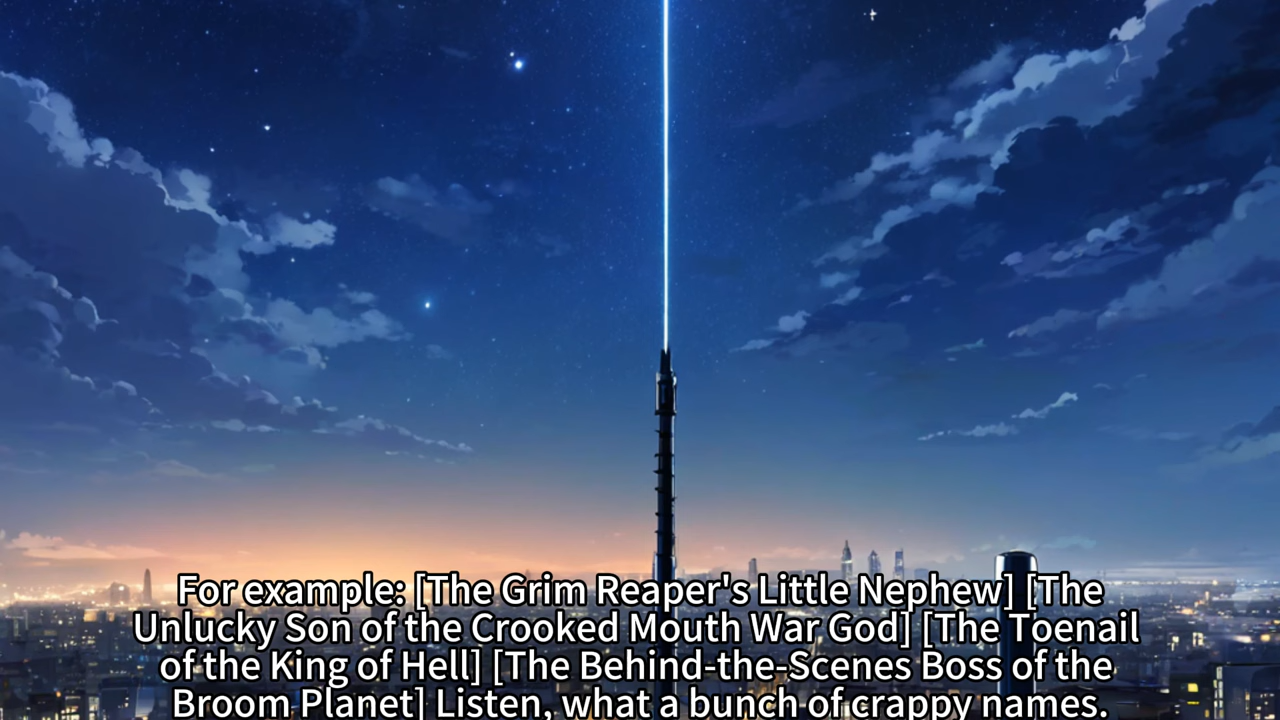 For example: [The Grim Reaper's Little Nephew] [The
Unlucky Son of the Crooked Mouth War God] [The Toenail
of the King of Hell] [The Behind-the-Scenes Boss of the
Broom Planet] Listen, what a bunch of crappy names.